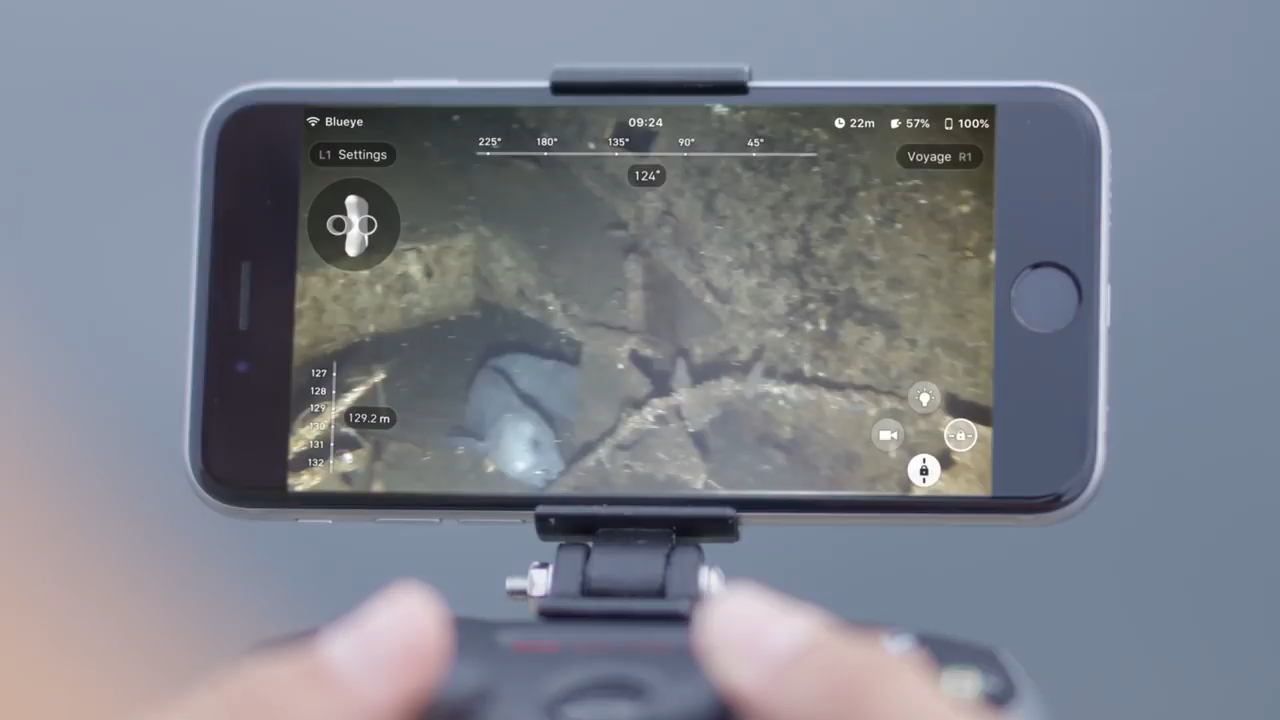 Blueye
09:24
22m
57%
100%
225° 180° 135° 90° 45°
L1 Settings
Voyage R1
124°
127
128
129
130
131
132
129.2 m